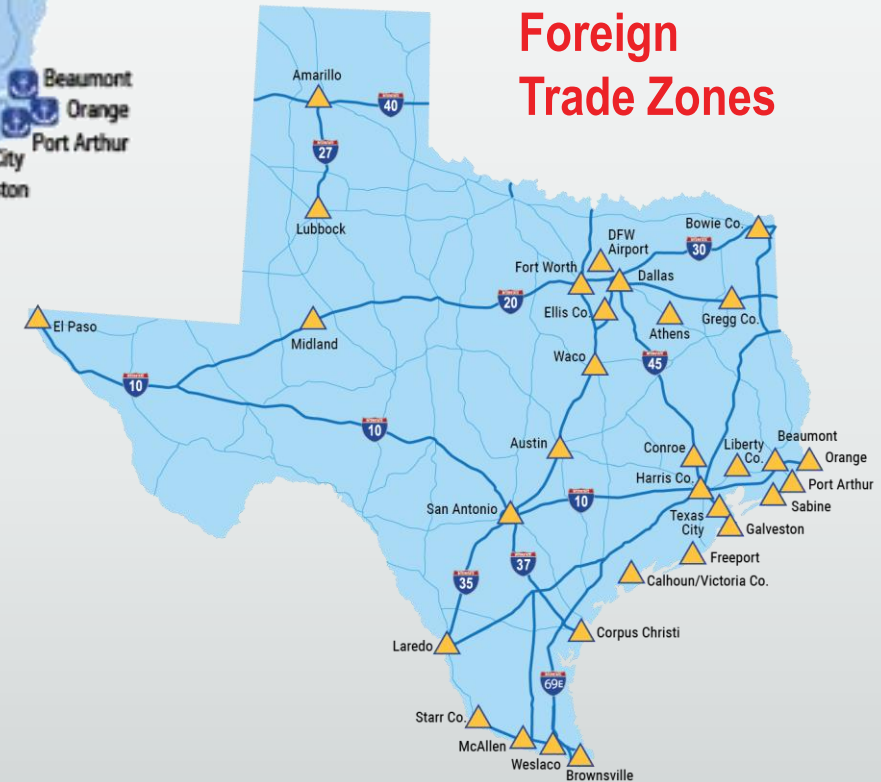 Foreign
Trade Zones
Beaumont
Orange
Port Arthur
City
ston
Amarillo
40
27
Lubbock
Bowie Co.
DFW
Airport
30
Fort Worth
Dallas
20
Ellis Co.
Athens
Gregg Co.
El Paso
Midland
Waco
45
10
10
Austin
Conroe
Liberty
Co.
Beaumont
Orange
Harris Co.
Port Arthur
San Antonio
10
Sabine
Texas
City
Galveston
Freeport
37
35
Calhoun/Victoria Co.
Corpus Christi
Laredo
69E
Starr Co.
McAllen
Weslaco
Brownsville